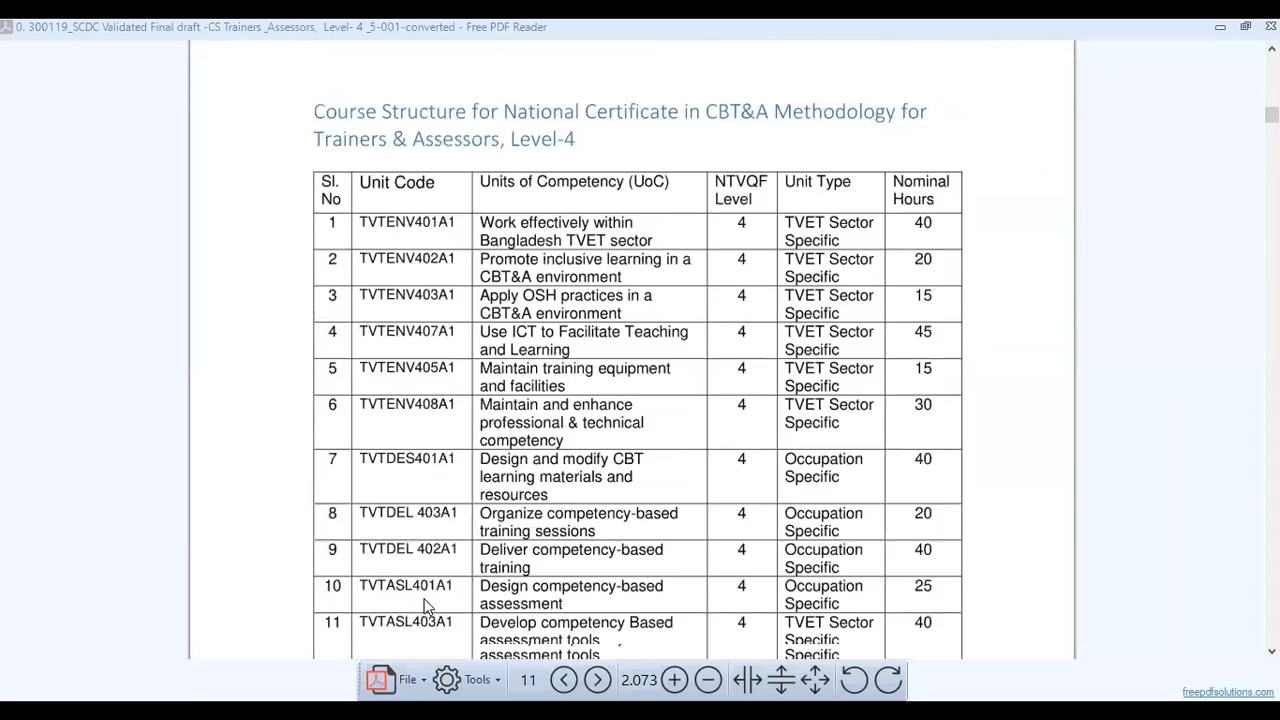 0. 300119_SCDC Validated Final draft -CS Trainers _Assessors,  Level- 4 _5-001-converted - Free PDF Reader
Course Structure for National Certificate in CBT&A Methodology for
Trainers & Assessors, Level-4
Sl. No Unit Code Units of Competency (UoC) NTVQF Level Unit Type Nominal Hours
1 TVTENV401A1 Work effectively within Bangladesh TVET sector 4 TVET Sector Specific 40
2 TVTENV402A1 Promote inclusive learning in a CBT&A environment 4 TVET Sector Specific 20
3 TVTENV403A1 Apply OSH practices in a CBT&A environment 4 TVET Sector Specific 15
4 TVTENV407A1 Use ICT to Facilitate Teaching and Learning 4 TVET Sector Specific 45
5 TVTENV405A1 Maintain training equipment and facilities 4 TVET Sector Specific 15
6 TVTENV408A1 Maintain and enhance professional & technical competency 4 TVET Sector Specific 30
7 TVTDES401A1 Design and modify CBT learning materials and resources 4 Occupation Specific 40
8 TVTDEL 403A1 Organize competency-based training sessions 4 Occupation Specific 20
9 TVTDEL 402A1 Deliver competency-based training 4 Occupation Specific 40
10 TVTASL401A1 Design competency-based assessment 4 Occupation Specific 25
11 TVTASL403A1 Develop competency Based assessment tools 4 TVET Sector Specific 40
assessment tools Specific
File Tools 11 2.073
freepdfsolutions.com